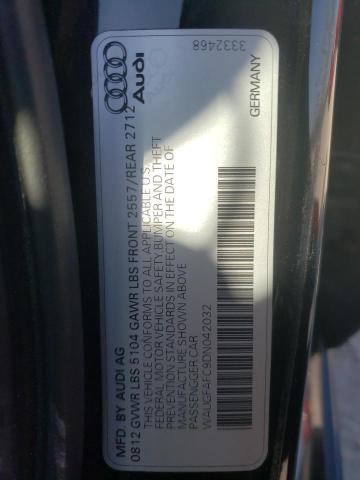 Audi
3332468
MFD. BY AUDI AG
GERMANY
0812 GVWR LBS 5104 GAWR LBS FRONT 2557/REAR 2712
THIS VEHICLE CONFORMS TO ALL APPLICABLE U.S.
FEDERAL MOTOR VEHICLE SAFETY, BUMPER AND THEFT
PREVENTION STANDARDS IN EFFECT ON THE DATE OF
MANUFACTURE SHOWN ABOVE
PASSENGER CAR
WAUGFAFC9DN042032